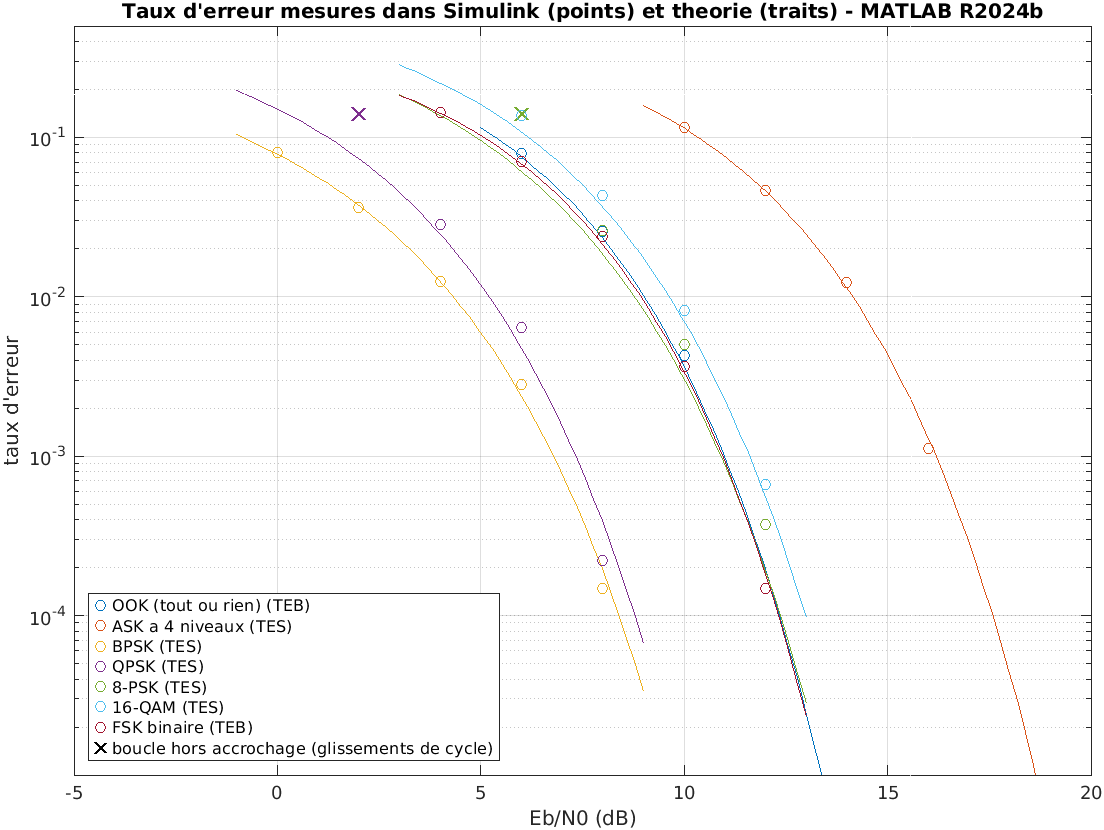 Taux d'erreur mesures dans Simulink (points) et theorie (traits) - MATLAB R2024b
10-1
10-2
10-3
10-4
taux d'erreur
OOK (tout ou rien) (TEB)
ASK a 4 niveaux (TES)
BPSK (TES)
QPSK (TES)
8-PSK (TES)
16-QAM (TES)
FSK binaire (TEB)
boucle hors accrochage (glissements de cycle)
-5 0 5 10 15 20
Eb/N0 (dB)